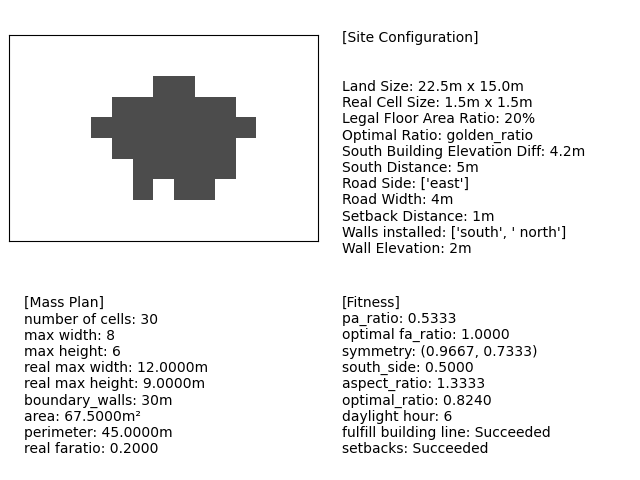 [Site Configuration]
Land Size: 22.5m x 15.0m
Real Cell Size: 1.5m x 1.5m
Legal Floor Area Ratio: 20%
Optimal Ratio: golden_ratio
South Building Elevation Diff: 4.2m
South Distance: 5m
Road Side: ['east']
Road Width: 4m
Setback Distance: 1m
Walls installed: ['south', ' north']
Wall Elevation: 2m
[Mass Plan]
number of cells: 30
max width: 8
max height: 6
real max width: 12.0000m
real max height: 9.0000m
boundary_walls: 30m
area: 67.5000m²
perimeter: 45.0000m
real faratio: 0.2000
[Fitness]
pa_ratio: 0.5333
optimal fa_ratio: 1.0000
symmetry: (0.9667, 0.7333)
south_side: 0.5000
aspect_ratio: 1.3333
optimal_ratio: 0.8240
daylight hour: 6
fulfill building line: Succeeded
setbacks: Succeeded